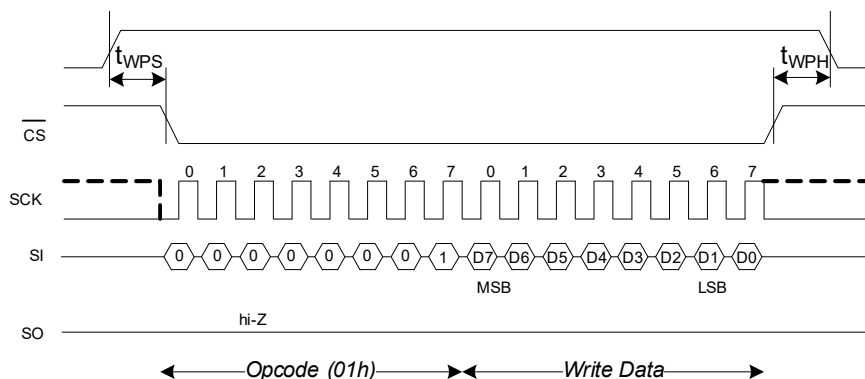 tWPS
tWPH
CS
0 1 2 3 4 5 6 7 0 1 2 3 4 5 6 7
SCK
SI 0 0 0 0 0 0 0 1 D7 D6 D5 D4 D3 D2 D1 D0
MSB LSB
hi-Z
SO
Opcode (01h) Write Data